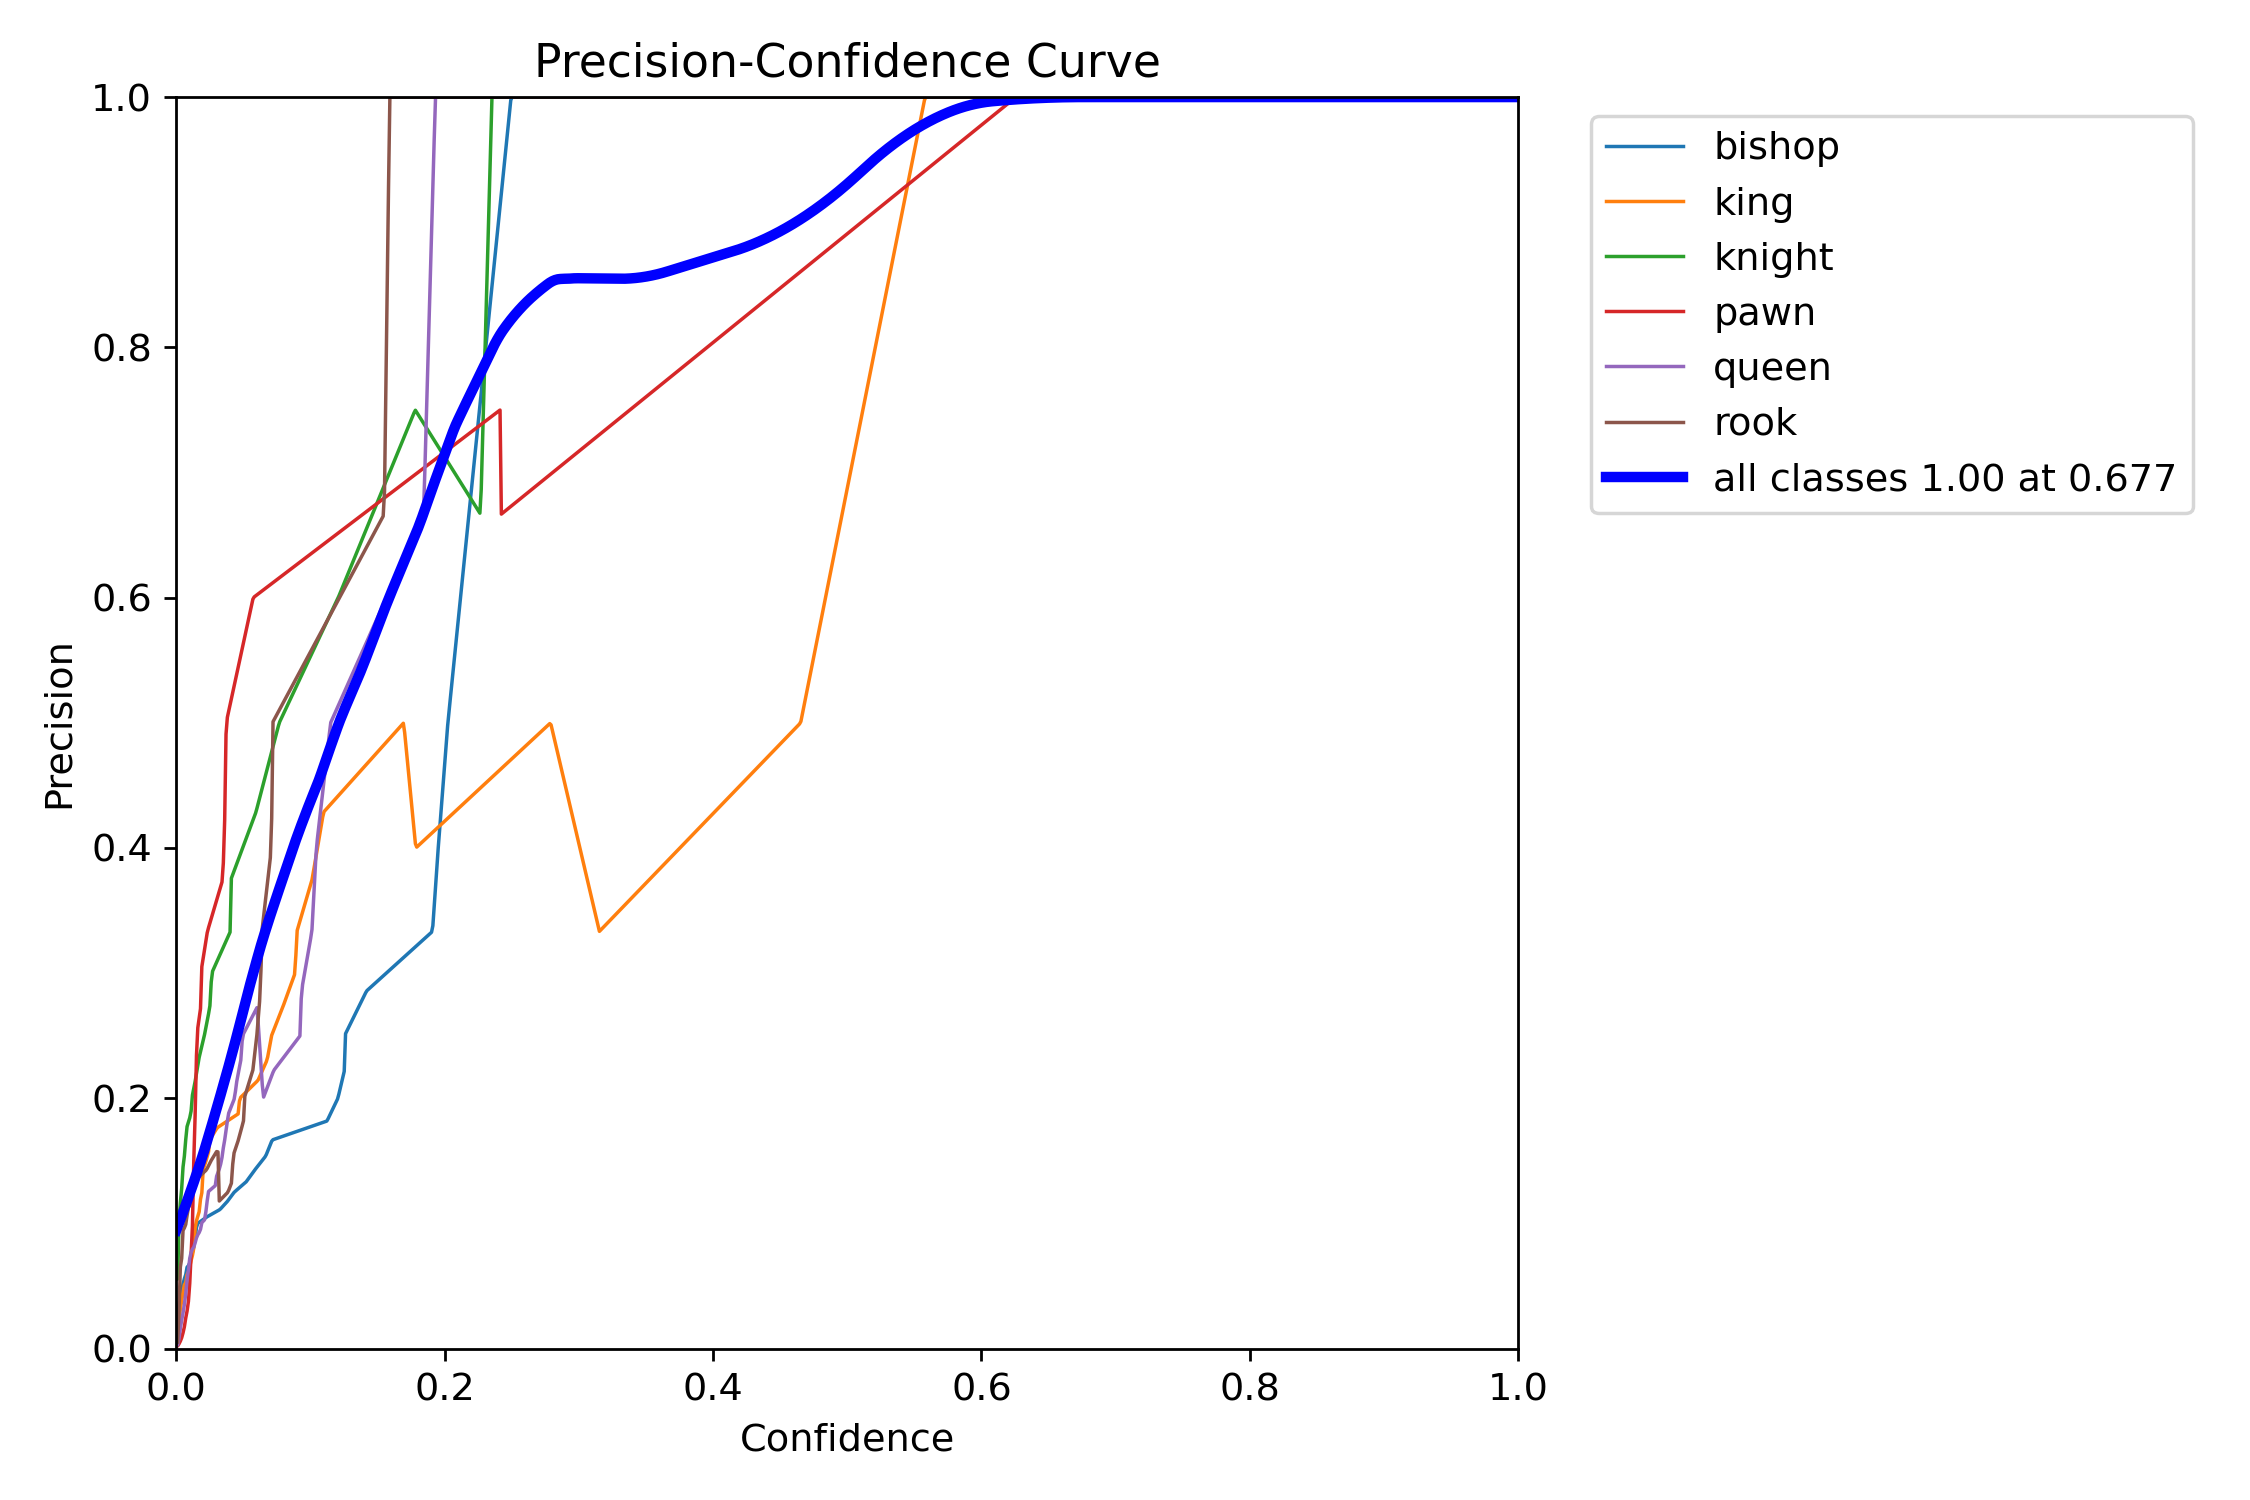 Precision-Confidence Curve
1.0
0.8
0.6
0.4
0.2
0.0
Precision
0.0 0.2 0.4 0.6 0.8 1.0
Confidence
bishop
king
knight
pawn
queen
rook
all classes 1.00 at 0.677